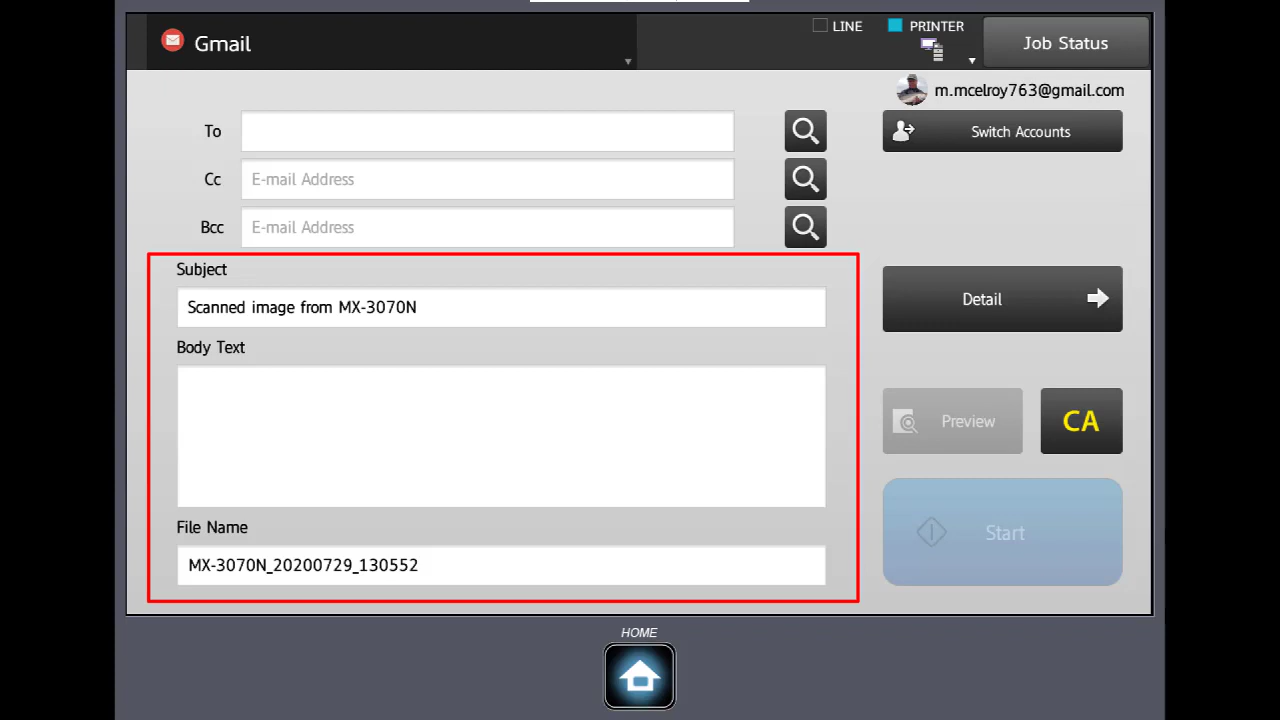 Gmail
LINE
PRINTER
Job Status
m.mcelroy763@gmail.com
To
Switch Accounts
Cc
E-mail Address
Bcc
E-mail Address
Subject
Scanned image from MX-3070N
Detail
Body Text
Preview
CA
File Name
Start
MX-3070N_20200729_130552
HOME